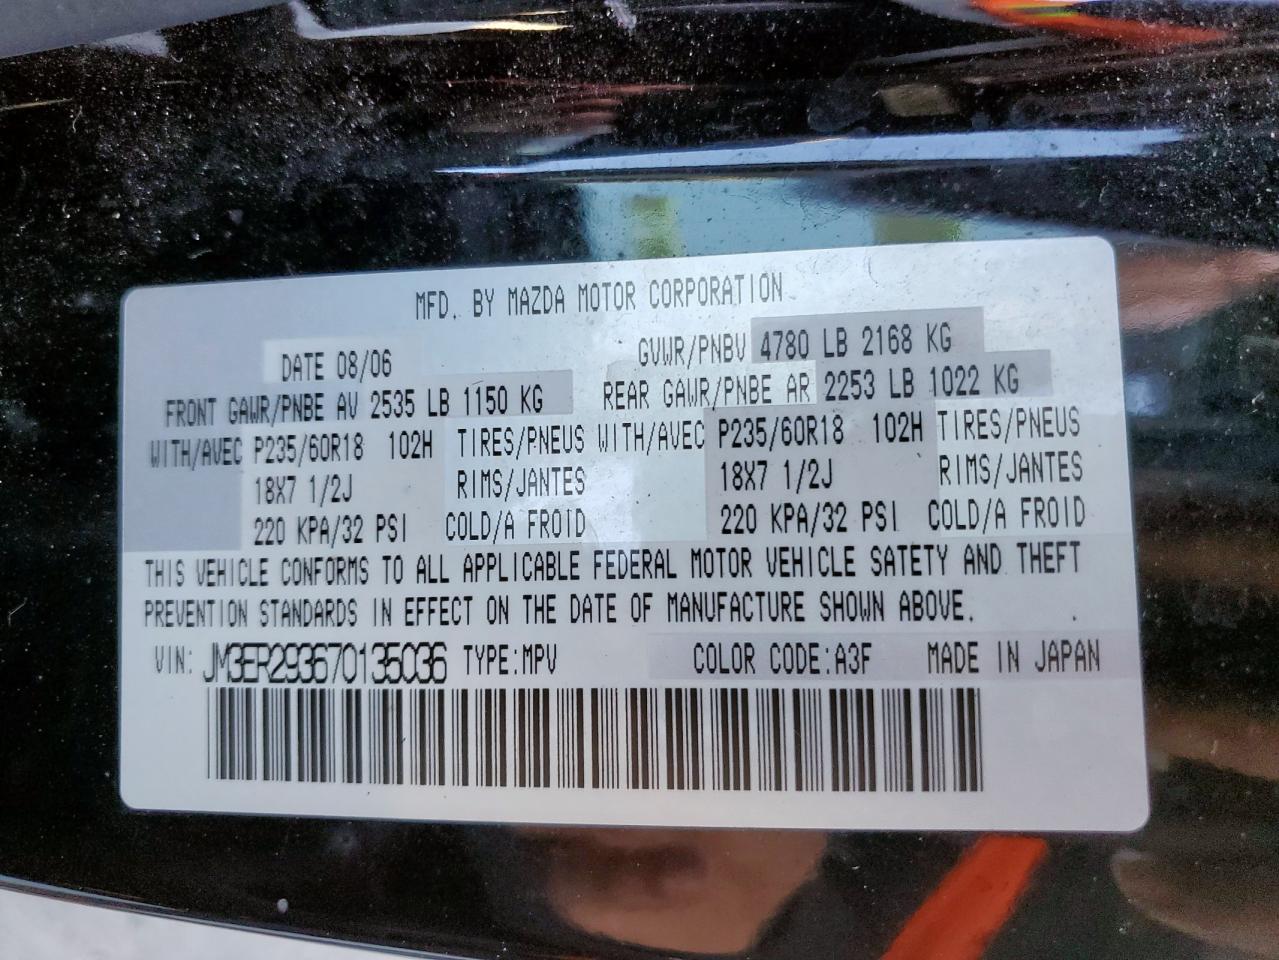 MFD. BY MAZDA MOTOR CORPORATION
DATE 08/06 GVWR/PNBV 4780 LB 2168 KG
FRONT GAWR/PNBE AV 2535 LB 1150 KG REAR GAWR/PNBE AR 2253 LB 1022 KG
WITH/AVEC P235/60R18 102H TIRES/PNEUS WITH/AVEC P235/60R18 102H TIRES/PNEUS
18X7 1/2J RIMS/JANTES 18X7 1/2J RIMS/JANTES
220 KPA/32 PSI COLD/A FROID 220 KPA/32 PSI COLD/A FROID
THIS VEHICLE CONFORMS TO ALL APPLICABLE FEDERAL MOTOR VEHICLE SATETY AND THEFT
PREVENTION STANDARDS IN EFFECT ON THE DATE OF MANUFACTURE SHOWN ABOVE.
VIN: JM3ER293670135036 TYPE:MPV COLOR CODE:A3F MADE IN JAPAN